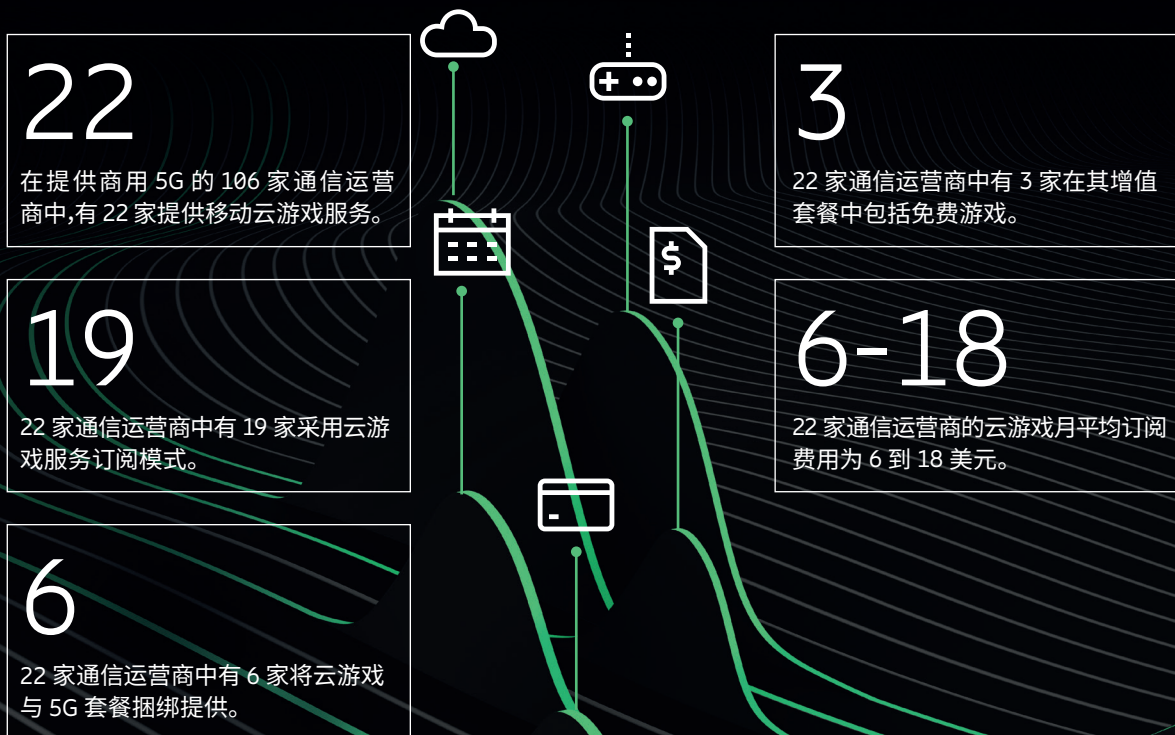 22
在提供商用 5G 的 106 家通信运营
商中,有 22 家提供移动云游戏服务。
19
22 家通信运营商中有 19 家采用云游
戏服务订阅模式。
6
22 家通信运营商中有 6 家将云游戏
与 5G 套餐捆绑提供。
3
22 家通信运营商中有 3 家在其增值
套餐中包括免费游戏。
6-18
22 家通信运营商的云游戏月平均订阅
费用为 6 到 18 美元。
$